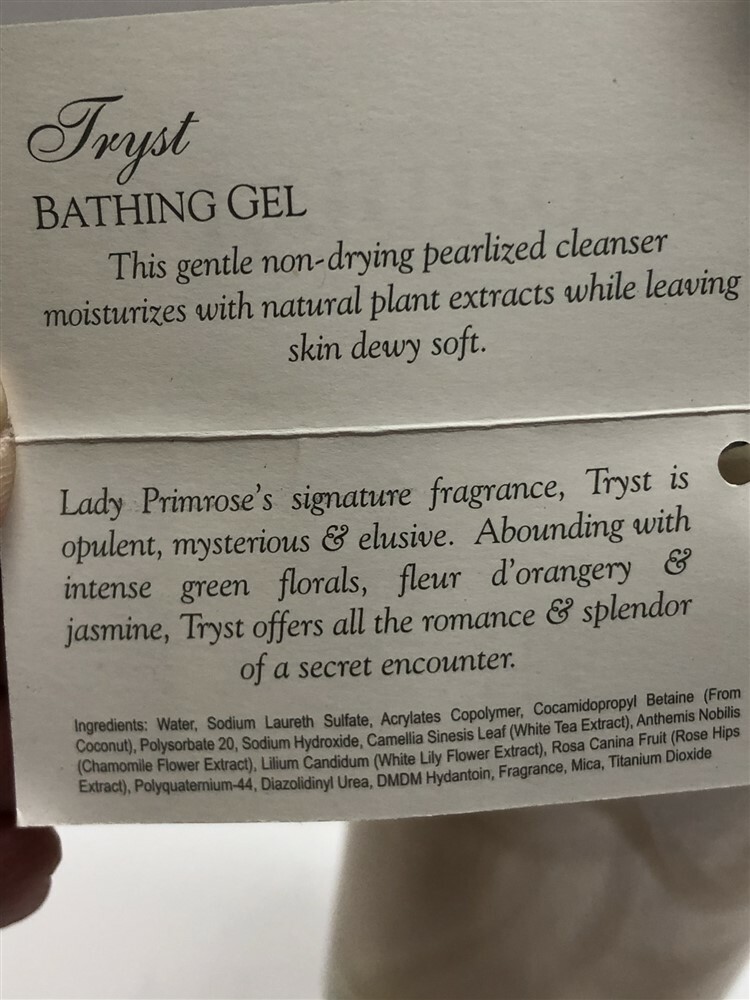 Tryst
BATHING GEL
This gentle non-drying pearlized cleanser
moisturizes with natural plant extracts while leaving
skin dewy soft.
Lady Primrose's signature fragrance, Tryst is
opulent, mysterious & elusive. Abounding with
intense green florals, fleur d'orangery &
jasmine, Tryst offers all the romance & splendor
of a secret encounter.
Ingredients: Water, Sodium Laureth Sulfate, Acrylates Copolymer, Cocamidopropyl Betaine (From
Coconut), Polysorbate 20, Sodium Hydroxide, Camellia Sinesis Leaf (White Tea Extract), Anthemis Nobilis
(Chamomile Flower Extract), Lilium Candidum (White Lily Flower Extract), Rosa Canina Fruit (Rose Hips
Extract), Polyquaternium-44, Diazolidinyl Urea, DMDM Hydantoin, Fragrance, Mica, Titanium Dioxide